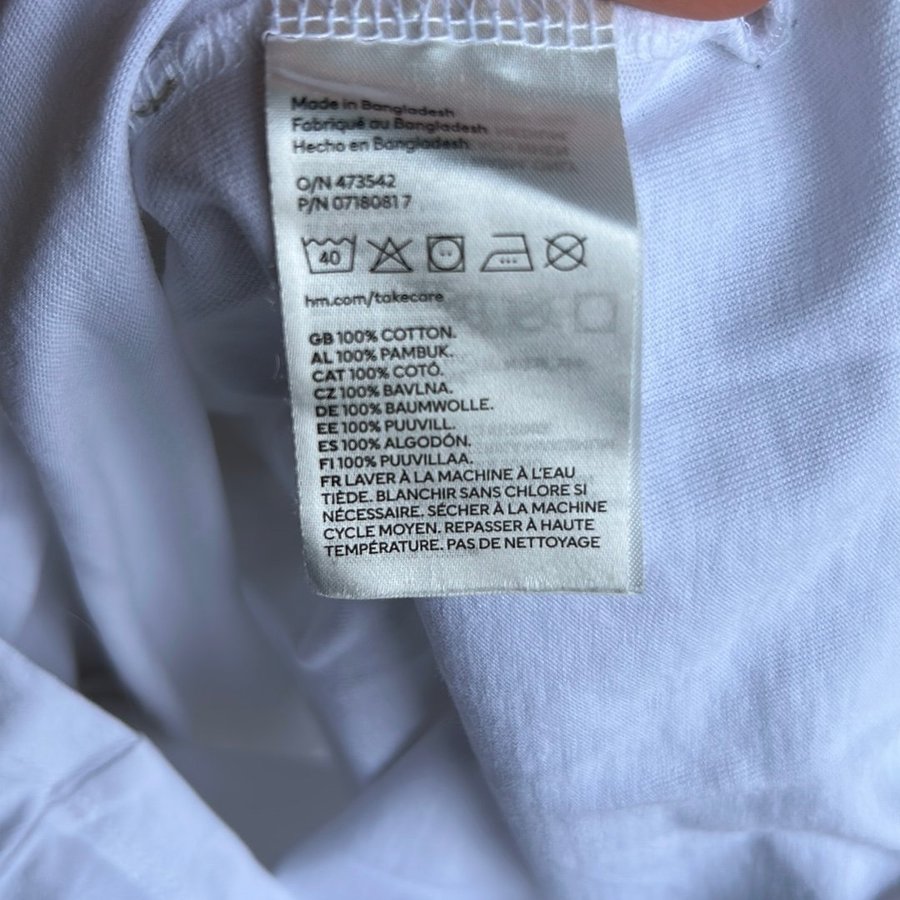 Made in Bangladesh
Fabriqué au Bangladesh
Hecho en Bangladesh
O/N 473542
P/N 0718081 7
40
hm.com/takecare
GB 100% COTTON.
AL 100% PAMBUK.
CAT 100% COTÓ.
CZ 100% BAVLNA.
DE 100% BAUMWOLLE.
EE 100% PUUVILL.
ES 100% ALGODÓN.
FI 100% PUUVILLAA.
FR LAVER À LA MACHINE À L'EAU
TIÈDE. BLANCHIR SANS CHLORE SI
NÉCESSAIRE. SÉCHER À LA MACHINE
CYCLE MOYEN. REPASSER À HAUTE
TEMPÉRATURE. PAS DE NETTOYAGE